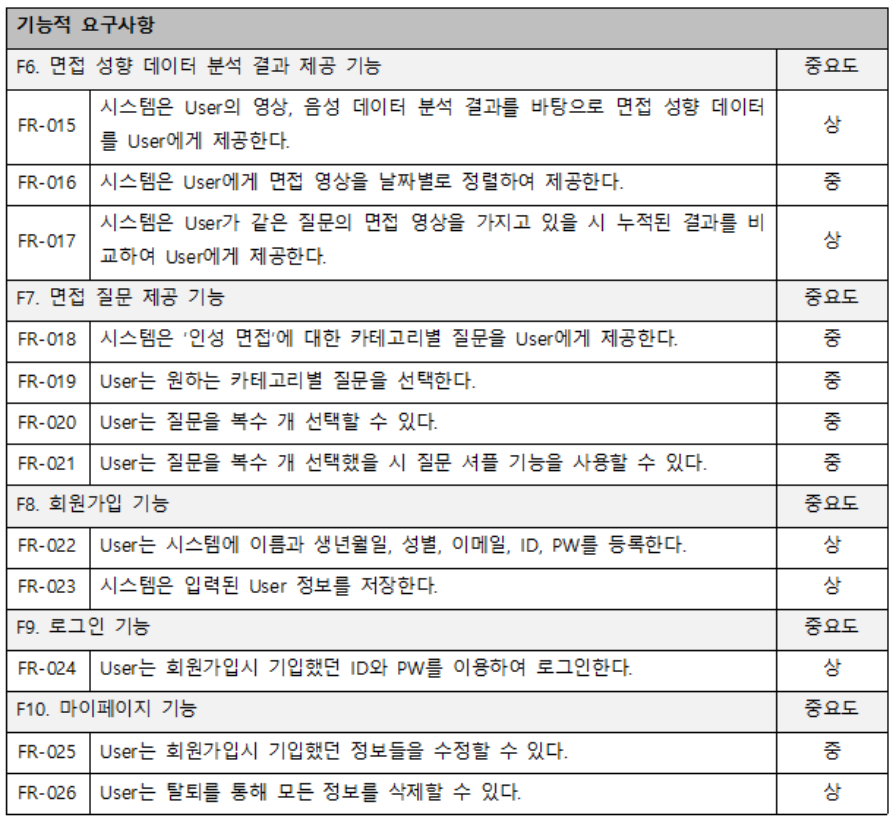 기능적 요구사항
F6. 면접 성향 데이터 분석 결과 제공 기능 중요도
FR-015 시스템은 User의 영상, 음성 데이터 분석 결과를 바탕으로 면접 성향 데이터
를 User에게 제공한다. 상
FR-016 시스템은 User에게 면접 영상을 날짜별로 정렬하여 제공한다. 중
FR-017 시스템은 User가 같은 질문의 면접 영상을 가지고 있을 시 누적된 결과를 비
교하여 User에게 제공한다. 상
F7. 면접 질문 제공 기능 중요도
FR-018 시스템은 '인성 면접'에 대한 카테고리별 질문을 User에게 제공한다. 중
FR-019 User는 원하는 카테고리별 질문을 선택한다. 중
FR-020 User는 질문을 복수 개 선택할 수 있다. 중
FR-021 User는 질문을 복수 개 선택했을 시 질문 셔플 기능을 사용할 수 있다. 중
F8. 회원가입 기능 중요도
FR-022 User는 시스템에 이름과 생년월일, 성별, 이메일, ID, PW를 등록한다. 상
FR-023 시스템은 입력된 User 정보를 저장한다. 상
F9. 로그인 기능 중요도
FR-024 User는 회원가입시 기입했던 ID와 PW를 이용하여 로그인한다. 상
F10. 마이페이지 기능 중요도
FR-025 User는 회원가입시 기입했던 정보들을 수정할 수 있다. 중
FR-026 User는 탈퇴를 통해 모든 정보를 삭제할 수 있다. 상